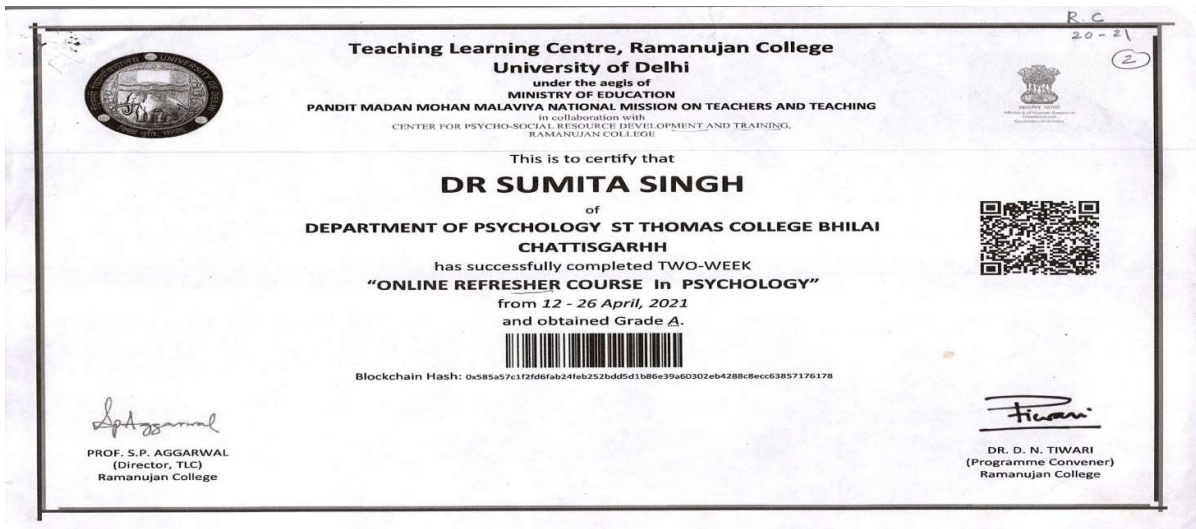 R.C
20-21
2
Teaching Learning Centre, Ramanujan College
University of Delhi
under the aegis of
MINISTRY OF EDUCATION
PANDIT MADAN MOHAN MALAVIYA NATIONAL MISSION ON TEACHERS AND TEACHING
in collaboration with
CENTER FOR PSYCHO-SOCIAL RESOURCE DEVELOPMENT AND TRAINING,
RAMANUJAN COLLEGE
This is to certify that
DR SUMITA SINGH
of
DEPARTMENT OF PSYCHOLOGY ST THOMAS COLLEGE BHILAI
CHATTISGARHH
has successfully completed TWO-WEEK
“ONLINE REFRESHER COURSE In PSYCHOLOGY”
from 12 - 26 April, 2021
and obtained Grade A.
Blockchain Hash: 0x585a57c1f2fd6fab24feb252bdd5d1b86e39a60302eb4288c8ecc63857176178
SpAggarwal
PROF. S.P. AGGARWAL
(Director, TLC)
Ramanujan College
Tiwari
DR. D. N. TIWARI
(Programme Convener)
Ramanujan College